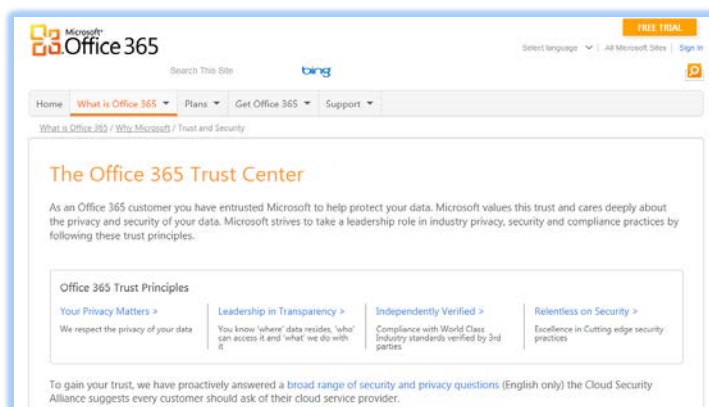 FREE TRIAL
Microsoft®
Office 365
Select language | All Microsoft Sites | Sign In
Search This Site bing
Home What is Office 365 Plans Get Office 365 Support
What is Office 365 / Why Microsoft / Trust and Security
The Office 365 Trust Center
As an Office 365 customer you have entrusted Microsoft to help protect your data. Microsoft values this trust and cares deeply about
the privacy and security of your data. Microsoft strives to take a leadership role in industry privacy, security and compliance practices by
following these trust principles.
Office 365 Trust Principles
Your Privacy Matters >
We respect the privacy of your data
Leadership in Transparency >
You know 'where' data resides, 'who'
can access it and 'what' we do with
it
Independently Verified >
Compliance with World Class
Industry standards verified by 3rd
parties
Relentless on Security >
Excellence in Cutting edge security
practices
To gain your trust, we have proactively answered a broad range of security and privacy questions (English only) the Cloud Security
Alliance suggests every customer should ask of their cloud service provider.